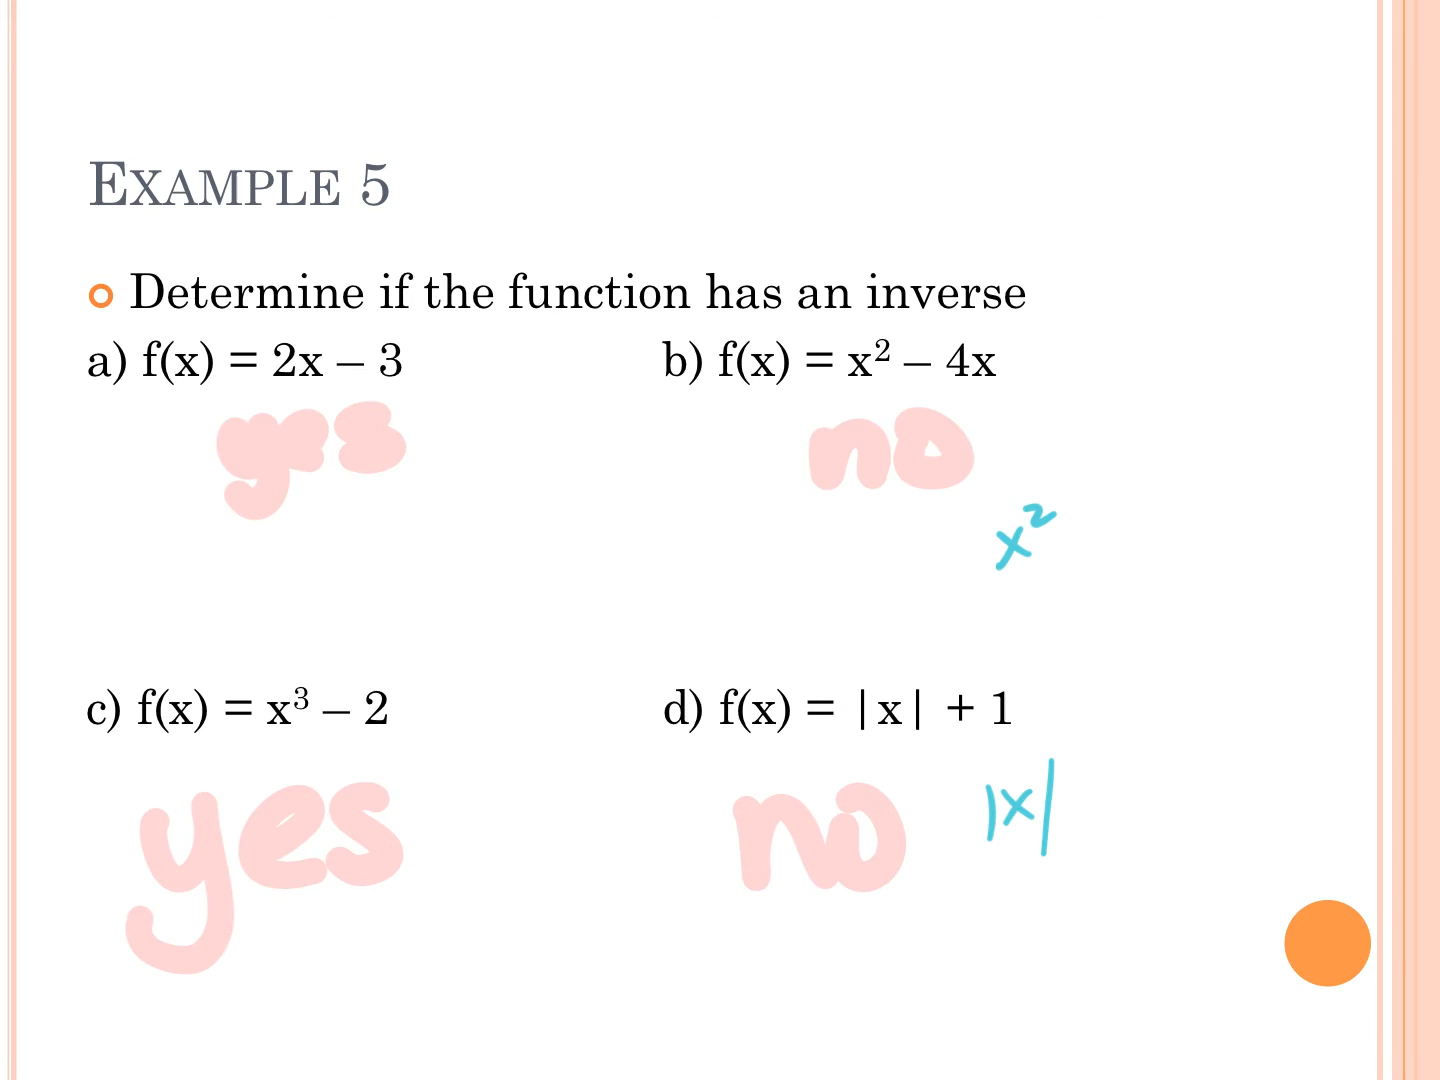 EXAMPLE 5
Determine if the function has an inverse
a) f(x) = 2x – 3 b) f(x) = x² – 4x
yes no
x²
c) f(x) = x³ – 2 d) f(x) = |x| + 1
yes no |x|